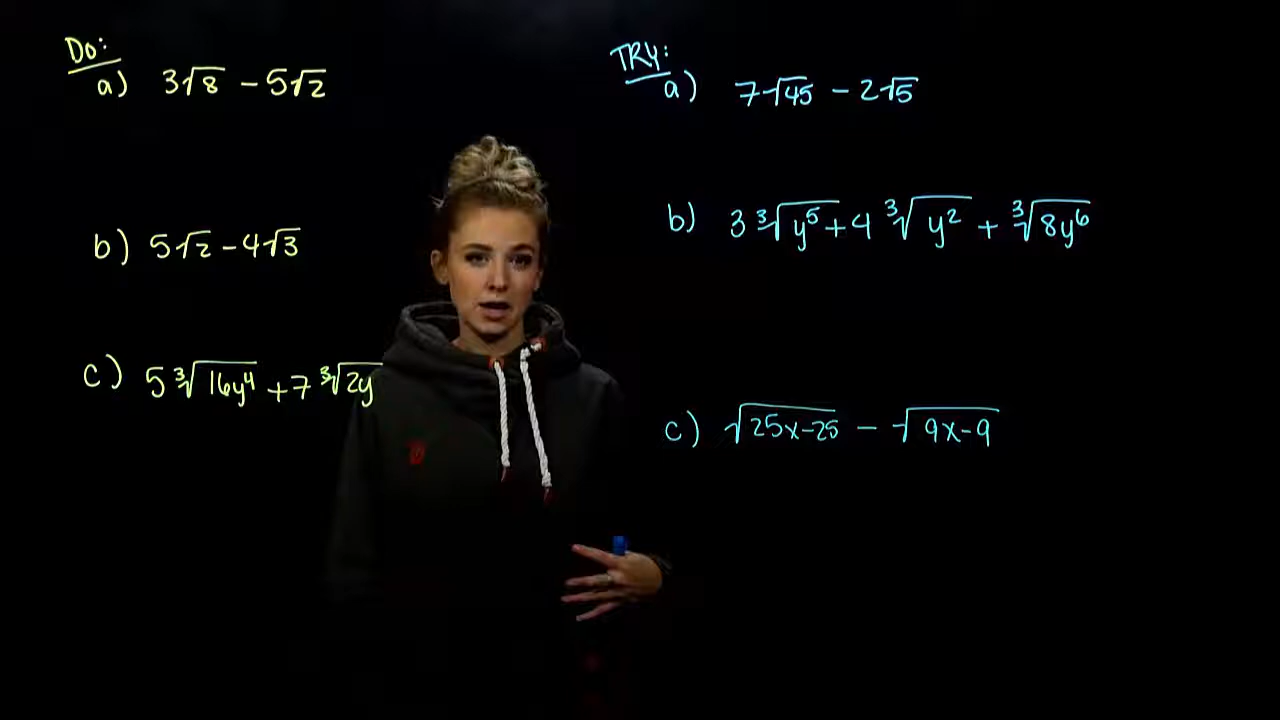 Do:
a) 3√8 - 5√2
b) 5√2 - 4√3
c) 5∛16y⁴ + 7∛2y
TRY:
a) 7√45 - 2√5
b) 3∛y⁵ + 4∛y² + ∛8y⁶
c) √25x-25 - √9x-9